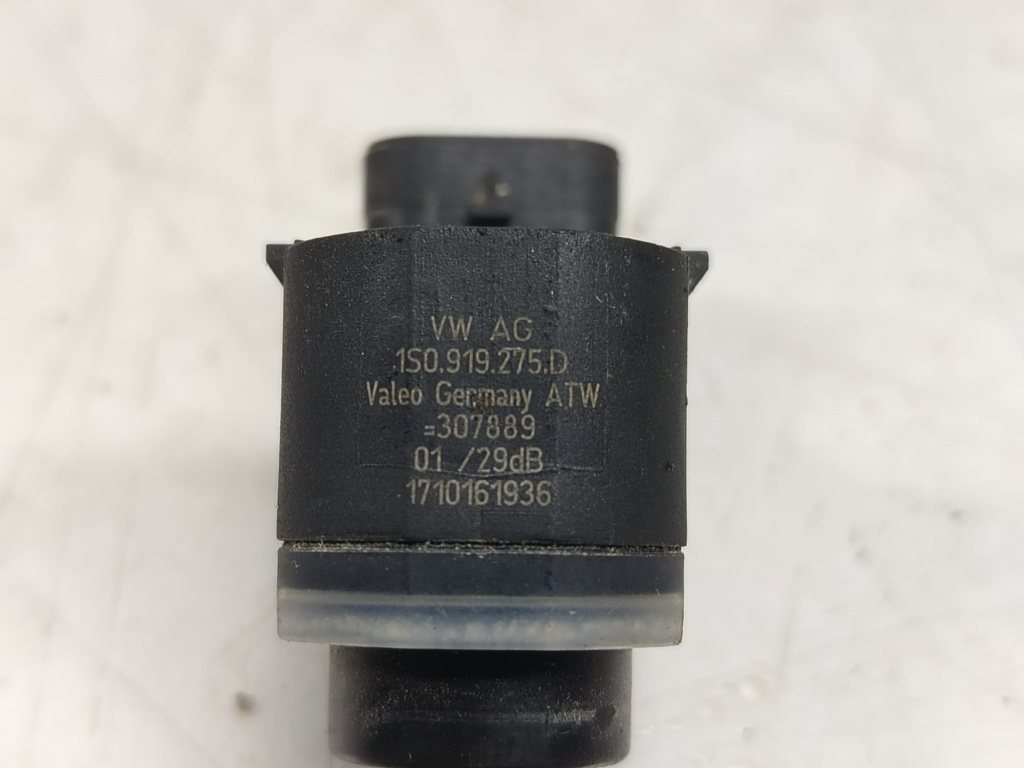 VW AG
1S0.919.275.D
Valeo Germany ATW
=307889
01 /29dB
1710161936